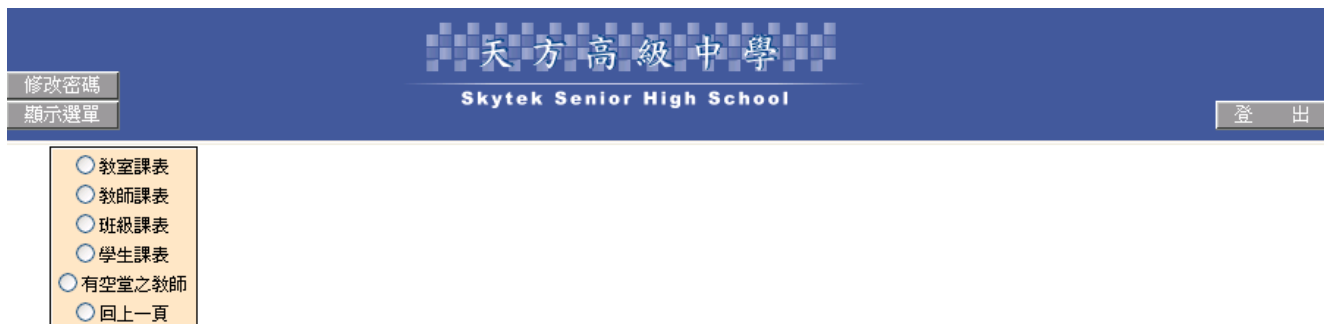 天方高級中學
Skytek Senior High School
修改密碼
顯示選單
登 出
教室課表
教師課表
班級課表
學生課表
有空堂之教師
回上一頁